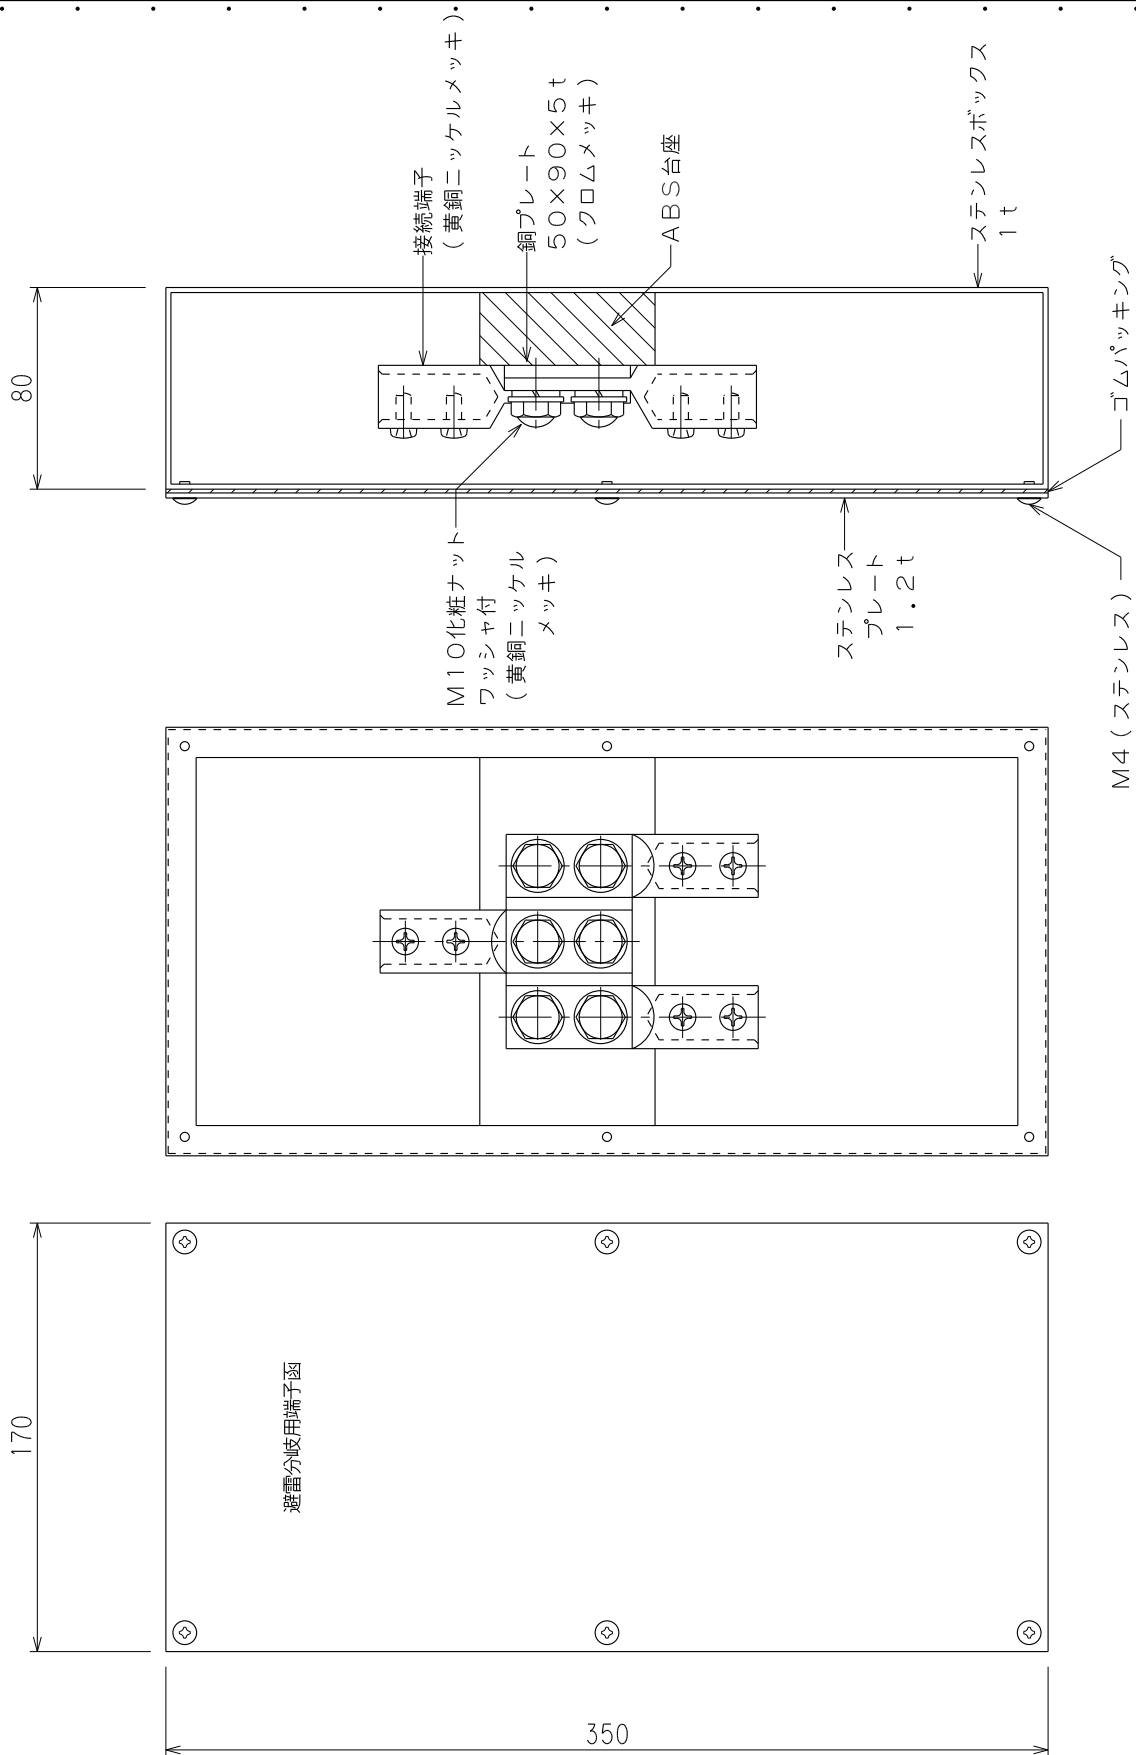 170
350
避雷分岐用端子函
80
接続端子
(黄銅ニッケルメッキ)
銅プレート
50×90×5t
(クロムメッキ)
ABS台座
ステンレスボックス
1t
M10化粧ナット
ワッシャ付
(黄銅ニッケル
メッキ)
ステンレス
プレート
1.2t
ゴムパッキング
M4(ステンレス)